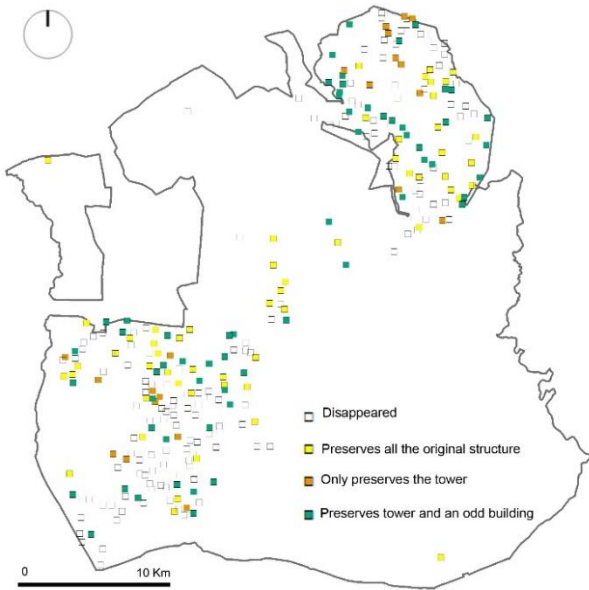 Disappeared
Preserves all the original structure
Only preserves the tower
Preserves tower and an odd building
0 10 Km